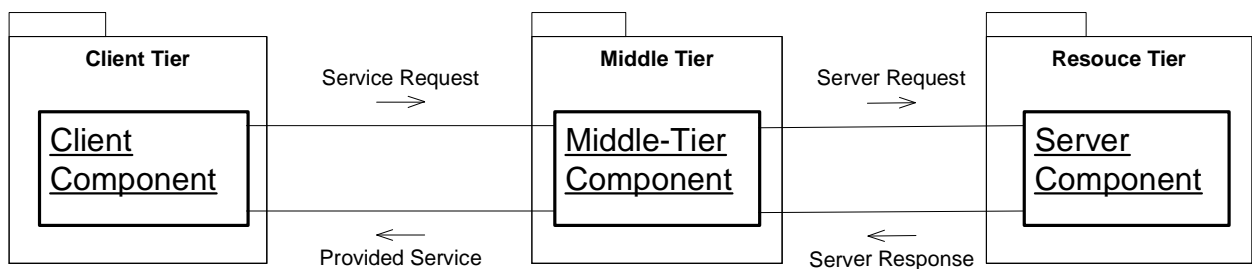 Client Tier
Middle Tier
Resouce Tier
Service Request
Server Request
Client
Component
Middle-Tier
Component
Server
Component
Provided Service
Server Response